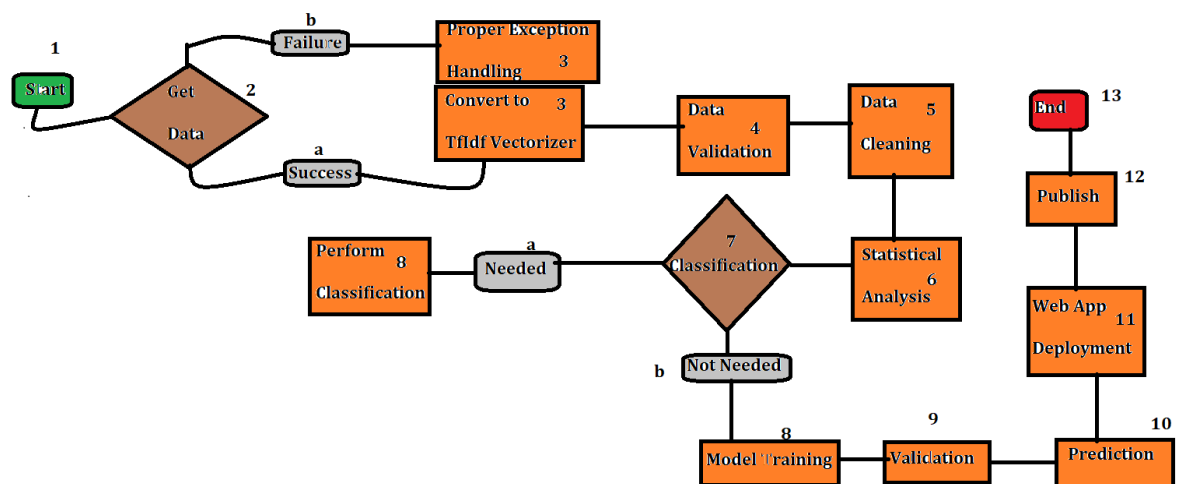 1
Start
2
Get
Data
b
Failure
Proper Exception
Handling
3
Convert to
3
TfIdf Vectorizer
a
Success
Data
4
Validation
Data
5
Cleaning
Statistical
6
Analysis
7
Classification
a
Needed
Perform
8
Classification
b
Not Needed
8
Model Training
9
Validation
10
Prediction
Web App
11
Deployment
12
Publish
13
End